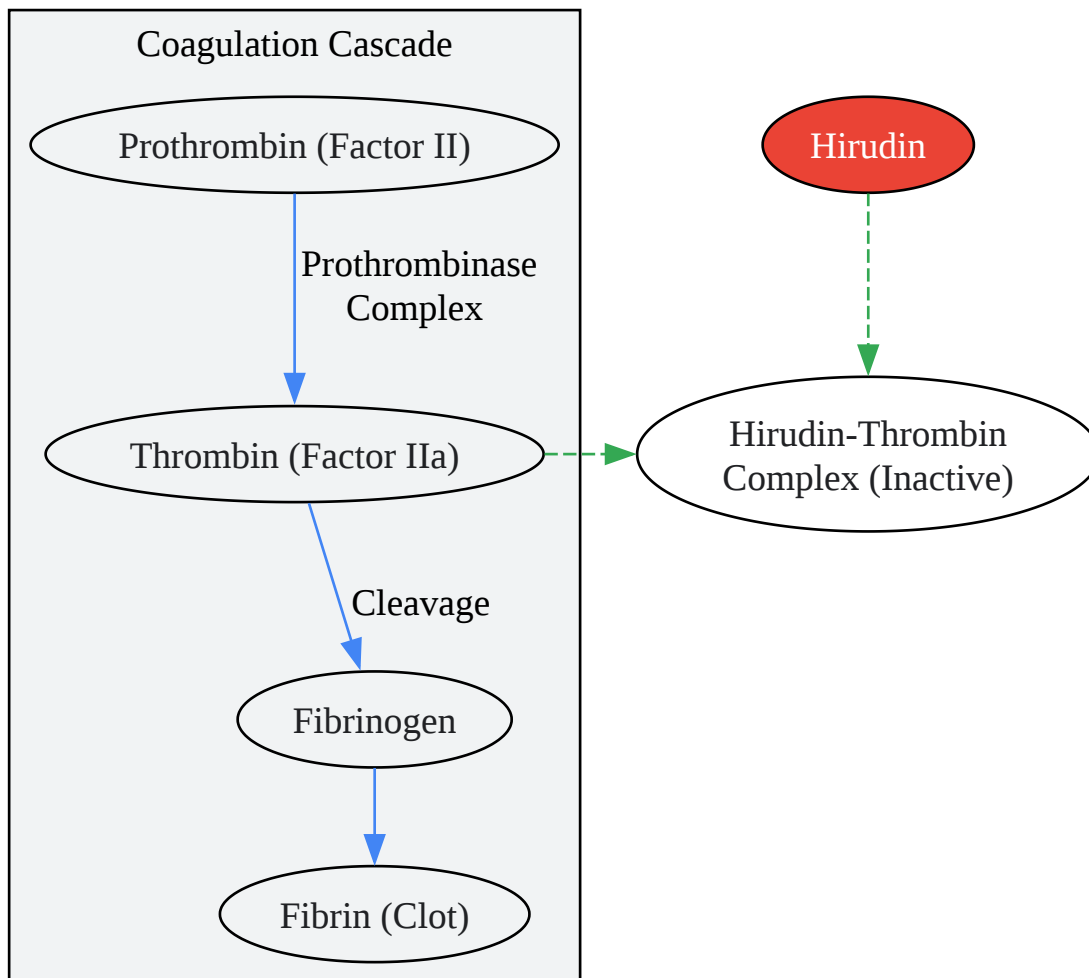 Coagulation Cascade
Prothrombin (Factor II)
Hirudin
Prothrombinase
Complex
Thrombin (Factor IIa)
Hirudin-Thrombin
Complex (Inactive)
Cleavage
Fibrinogen
Fibrin (Clot)